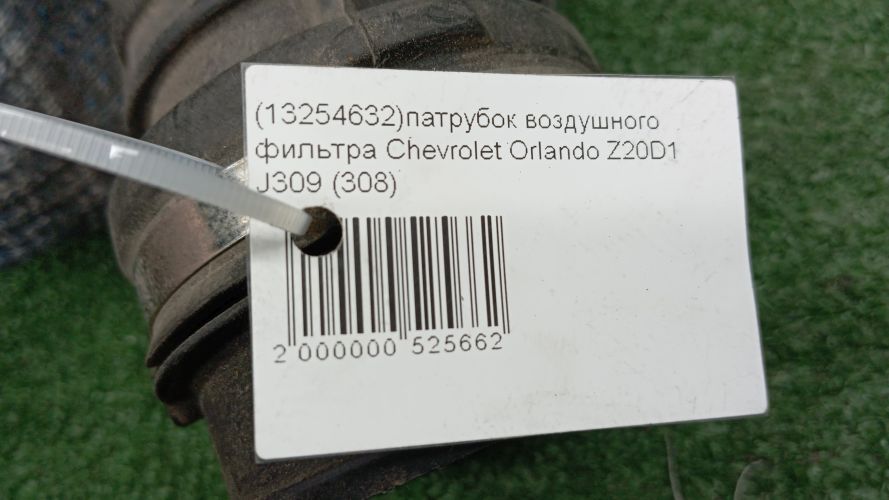 (13254632)патрубок воздушного
фильтра Chevrolet Orlando Z20D1
J309 (308)
2 000000 525662